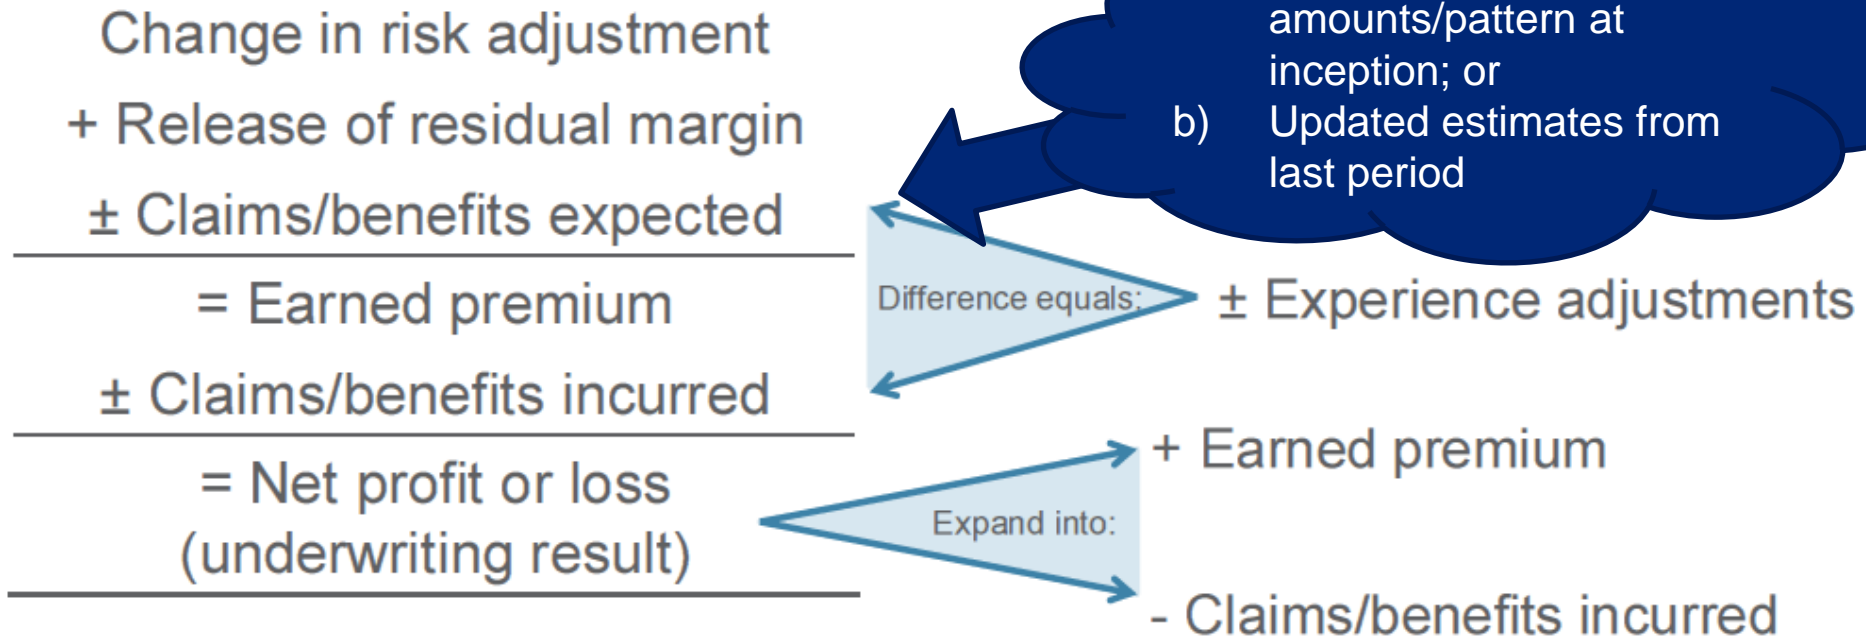 Change in risk adjustment
+ Release of residual margin
± Claims/benefits expected
= Earned premium
± Claims/benefits incurred
= Net profit or loss
(underwriting result)
amounts/pattern at
inception; or
b) Updated estimates from
last period
Difference equals:
± Experience adjustments
Expand into:
+ Earned premium
- Claims/benefits incurred